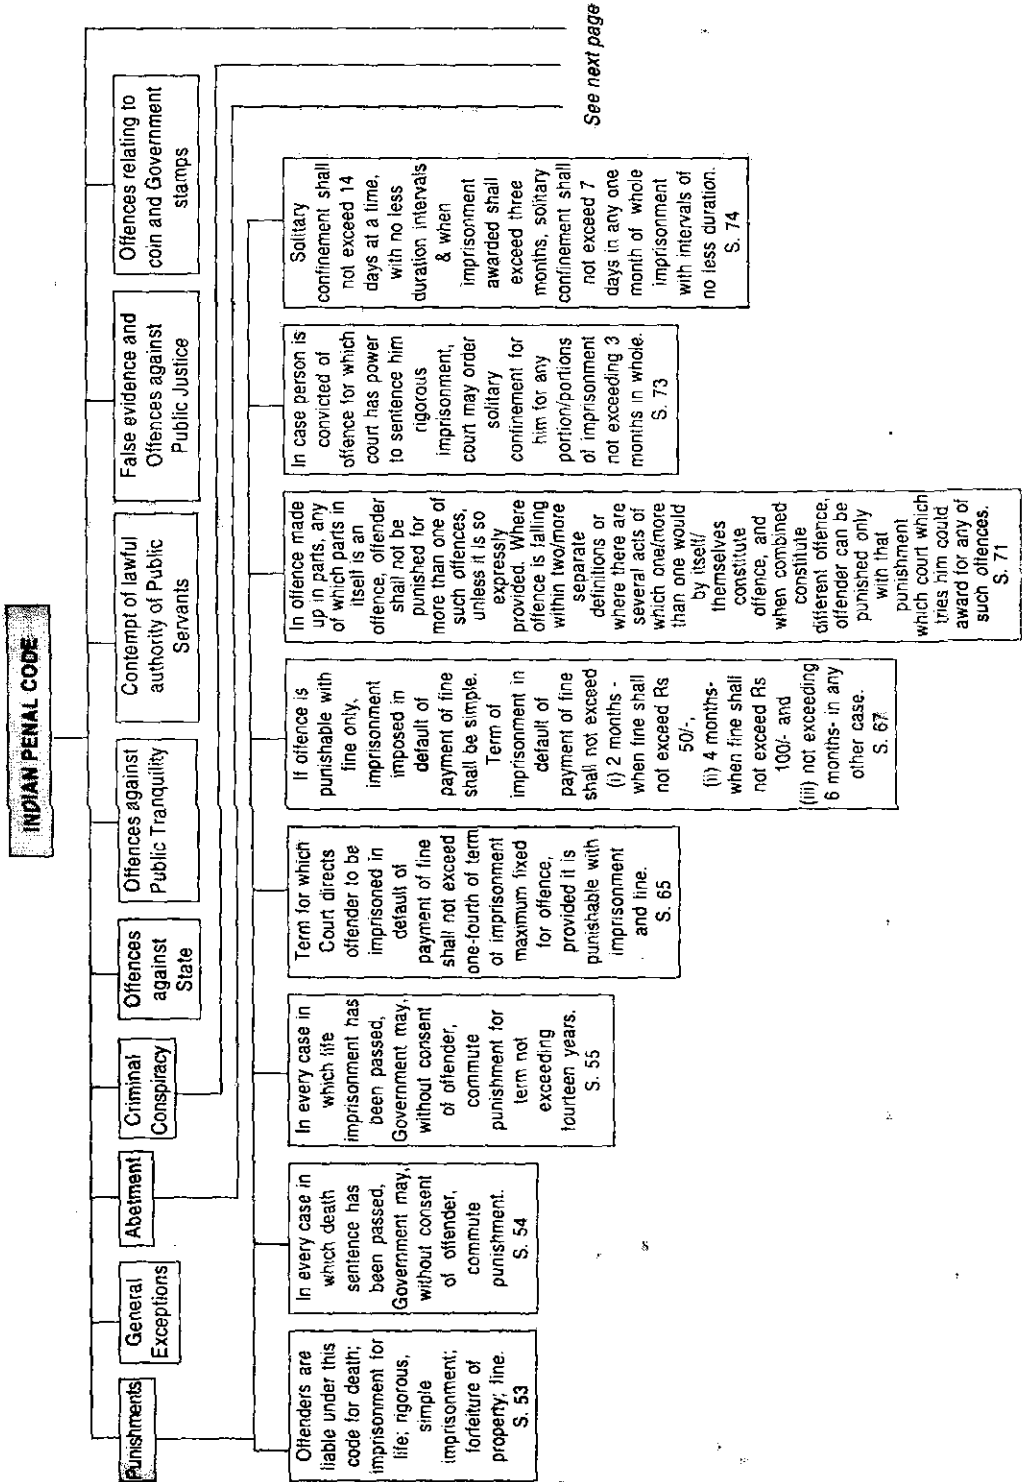 INDIAN PENAL CODE
Punishments
General
Exceptions
Abetment
Criminal
Conspiracy
Offences
against
State
Offences against
Public Tranquility
Contempt of lawful
authority of Public
Servants
False evidence and
Offences against
Public Justice
Offences relating to
coin and Government
stamps
Offenders are
liable under this
code for death;
imprisonment for
life; rigorous,
simple
imprisonment;
forfeiture of
property; fine.
S. 53
In every case in
which death
sentence has
been passed,
Government may,
without consent
of offender,
commute
punishment.
S. 54
In every case in
which life
imprisonment has
been passed,
Government may,
without consent
of offender,
commute
punishment for
term not
exceeding
fourteen years.
S. 55
Term for which
Court directs
offender to be
imprisoned in
default of
payment of fine
shall not exceed
one-fourth of term
of imprisonment
maximum fixed
for offence,
provided it is
punishable with
imprisonment
and fine.
S. 65
If offence is
punishable with
fine only,
imprisonment
imposed in
default of
payment of fine
shall be simple.
Term of
imprisonment in
default of
payment of fine
shall not exceed
(i) 2 months -
when fine shall
not exceed Rs
50/-,
(ii) 4 months-
when fine shall
not exceed Rs
100/- and
(iii) not exceeding
6 months- in any
other case.
S. 67
In offence made
up in parts, any
of which parts in
itself is an
offence, offender
shall not be
punished for
more than one of
such offences,
unless it is so
expressly
provided. Where
offence is falling
within two/more
separate
definitions or
where there are
several acts of
which one/more
than one would
by itself/
themselves
constitute
offence, and
when combined
constitute
different offence,
offender can be
punished only
with that
punishment
which court which
tries him could
award for any of
such offences.
S. 71
In case person is
convicted of
offence for which
court has power
to sentence him
rigorous
imprisonment,
court may order
solitary
confinement for
him for any
portion/portions
of imprisonment
not exceeding 3
months in whole.
S. 73
Solitary
confinement shall
not exceed 14
days at a time,
with no less
duration intervals
& when
imprisonment
awarded shall
exceed three
months, solitary
confinement shall
not exceed 7
days in any one
month of whole
imprisonment
with intervals of
no less duration.
S. 74
See next page